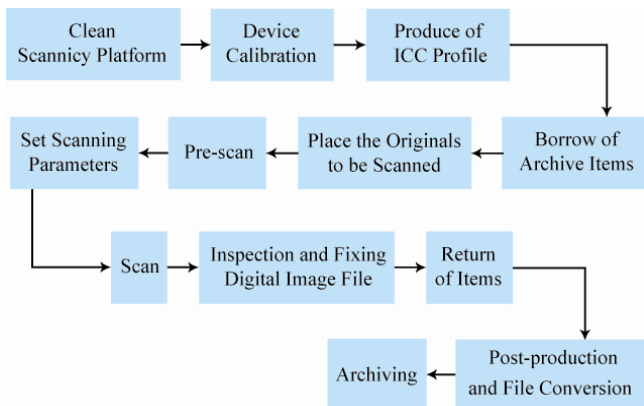 Clean
Scannicy Platform
Device
Calibration
Produce of
ICC Profile
Borrow of
Archive Items
Place the Originals
to be Scanned
Pre-scan
Set Scanning
Parameters
Scan
Inspection and Fixing
Digital Image File
Return
of Items
Post-production
and File Conversion
Archiving